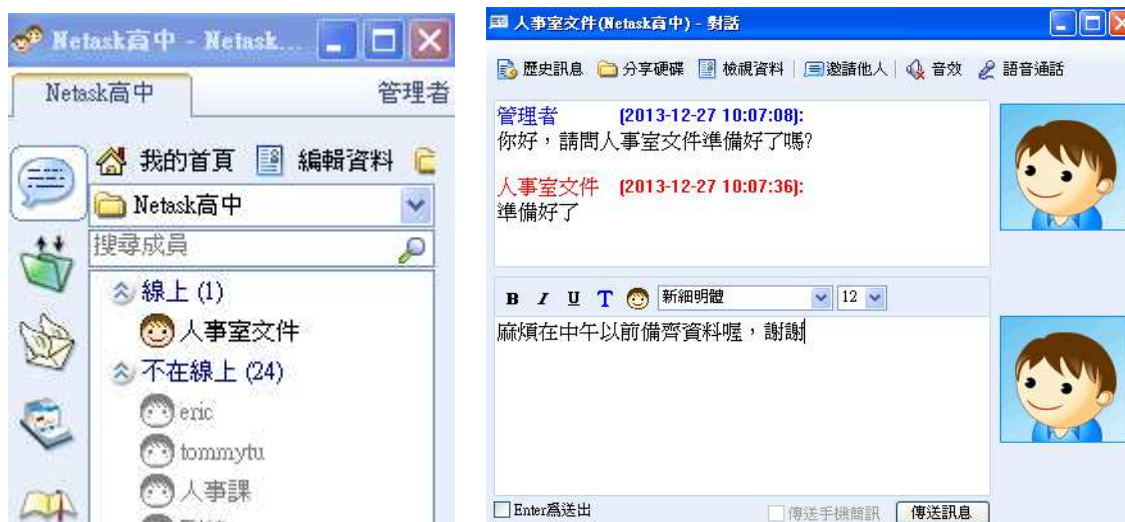 Netask高中 - Netask...
Netask高中
管理者
我的首頁 編輯資料
Netask高中
搜尋成員
線上 (1)
人事室文件
不在線上 (24)
eric
tommytu
人事課
人事室文件(Netask高中) - 對話
歷史訊息 分享硬碟 檢視資料 邀請他人 音效 語音通話
管理者 (2013-12-27 10:07:08):
你好,請問人事室文件準備好了嗎?
人事室文件 (2013-12-27 10:07:36):
準備好了
B I U T 新細明體 12
麻煩在中午以前備齊資料喔,謝謝
Enter為送出 傳送手機簡訊 傳送訊息